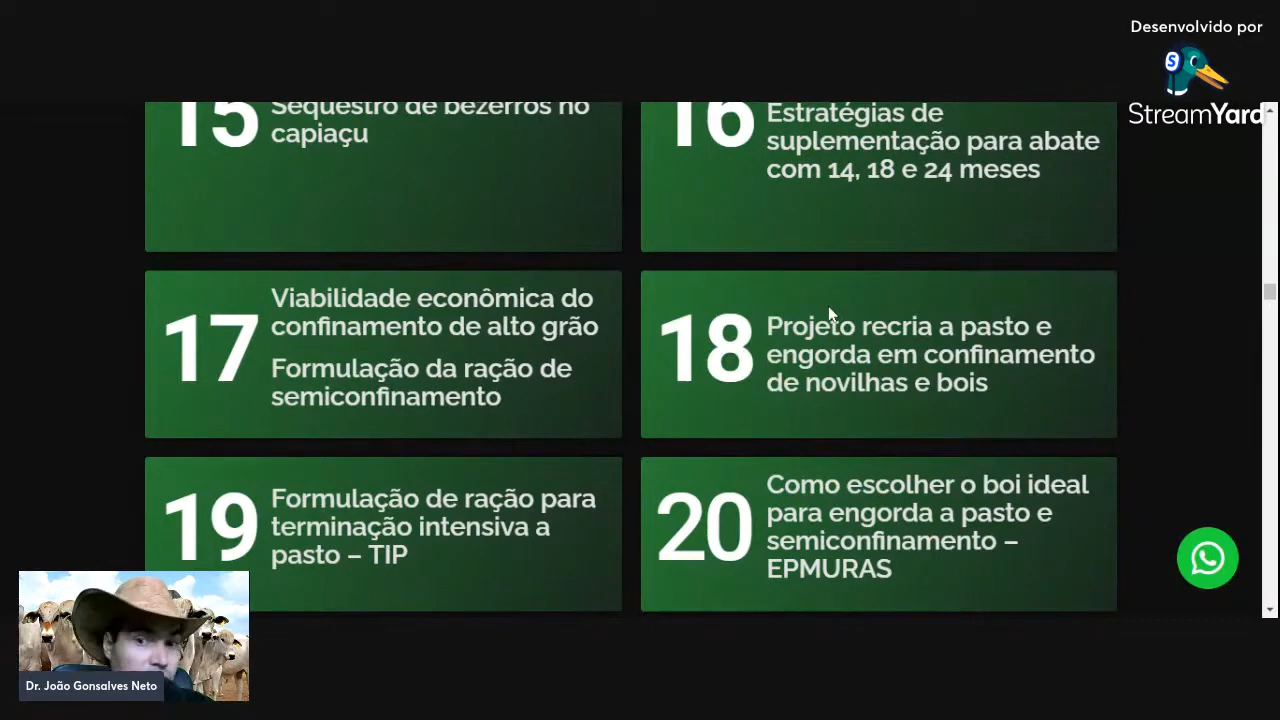 Desenvolvido por
StreamYard
15
Sequestro de bezerros no
capiaçu
16
Estratégias de
suplementação para abate
com 14, 18 e 24 meses
17
Viabilidade econômica do
confinamento de alto grão
Formulação da ração de
semiconfinamento
18
Projeto recria a pasto e
engorda em confinamento
de novilhas e bois
19
Formulação de ração para
terminação intensiva a
pasto – TIP
20
Como escolher o boi ideal
para engorda a pasto e
semiconfinamento –
EPMURAS
Dr. João Gonsalves Neto